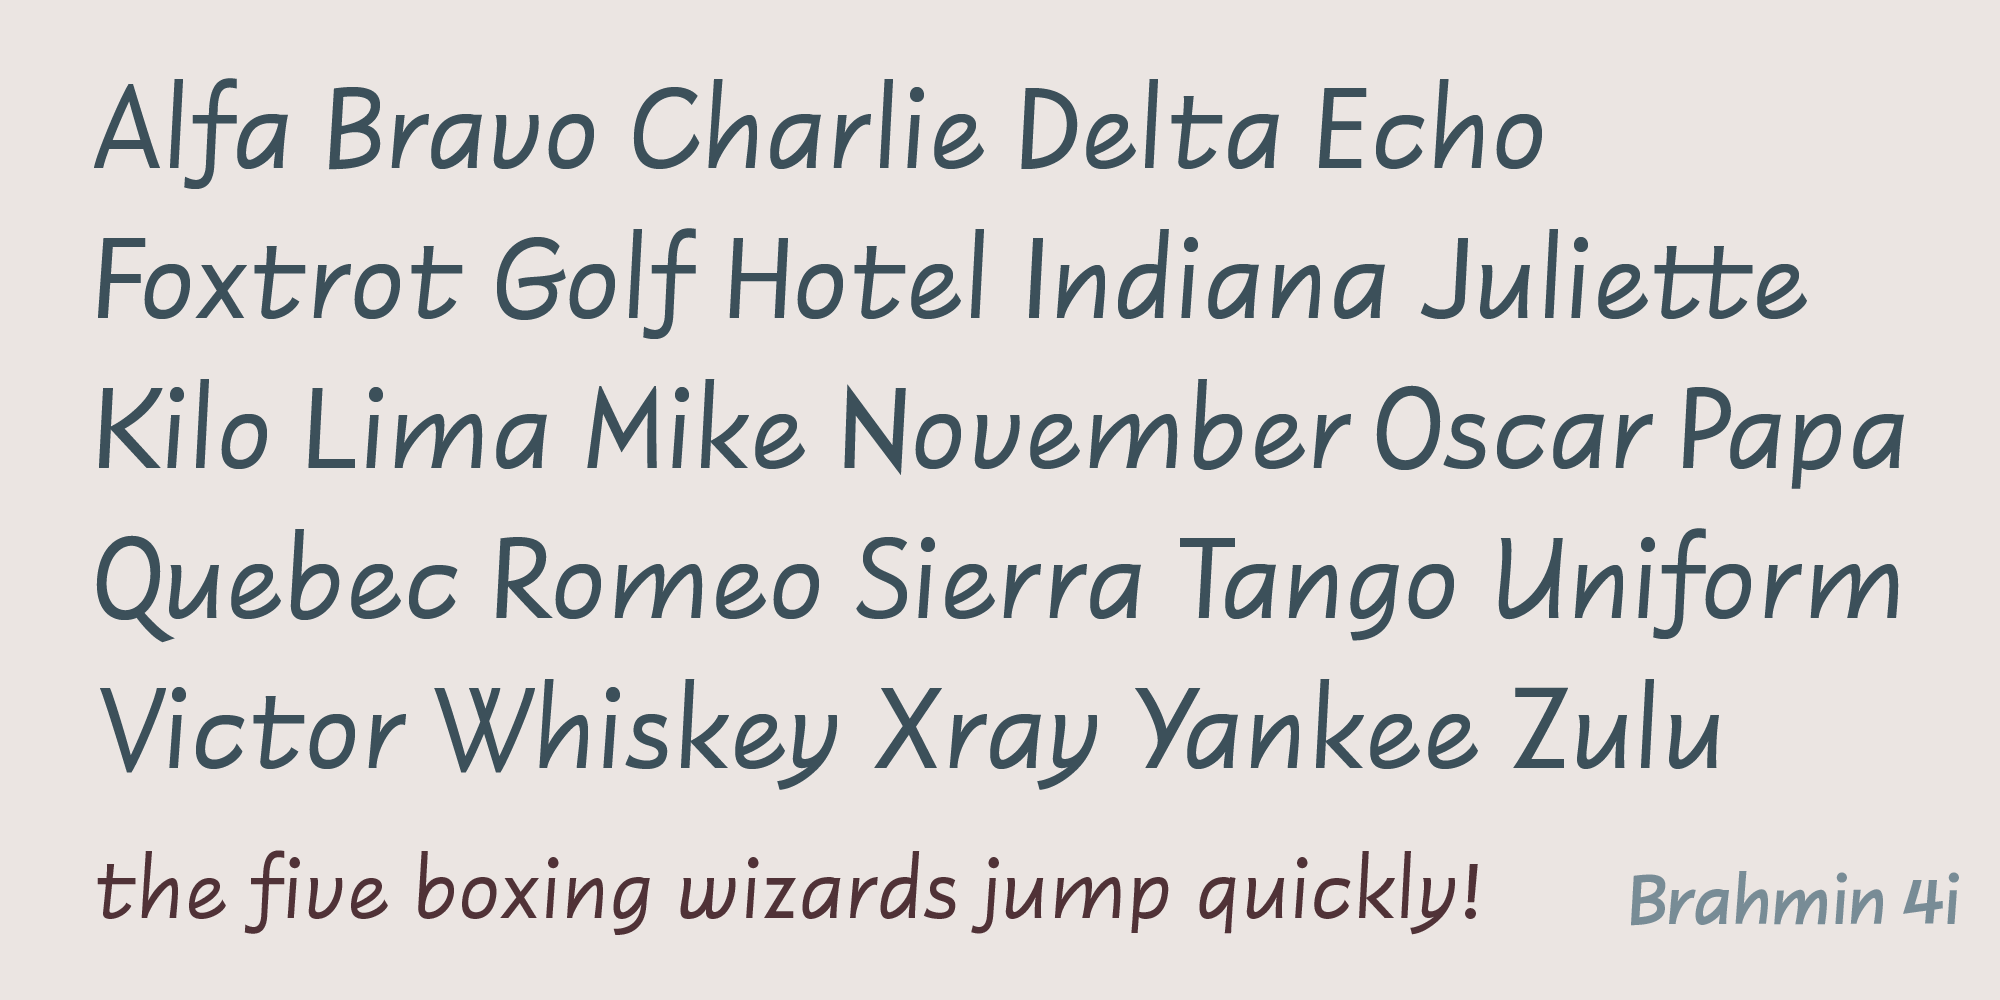 Alfa Bravo Charlie Delta Echo
Foxtrot Golf Hotel Indiana Juliette
Kilo Lima Mike November Oscar Papa
Quebec Romeo Sierra Tango Uniform
Victor Whiskey Xray Yankee Zulu
the five boxing wizards jump quickly!
Brahmin 4i